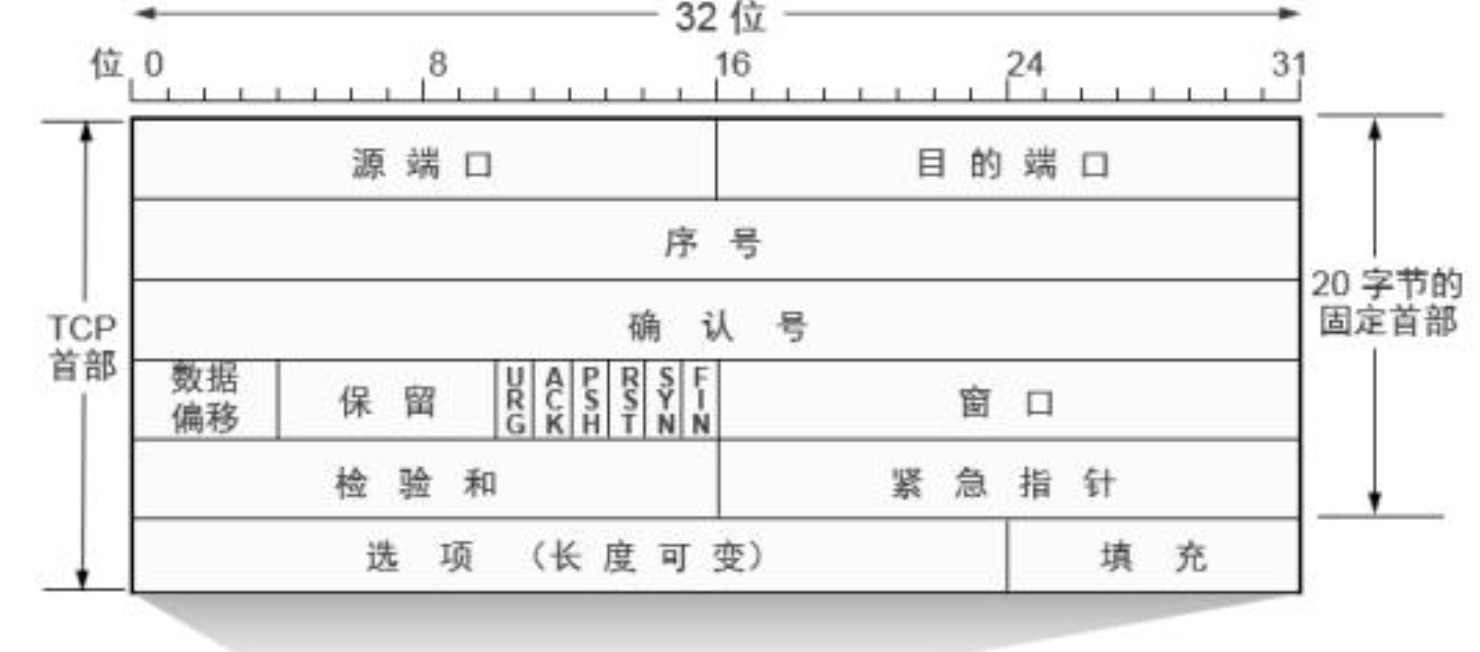 32 位
位 0 8 16 24 31
源 端 口 目 的 端 口
序 号
20 字节的
固定首部
确 认 号
TCP
首部
数据
偏移
保 留
URG
ACK
PSH
RST
SYN
FIN
窗 口
检 验 和 紧 急 指 针
选 项 （长 度 可 变） 填 充